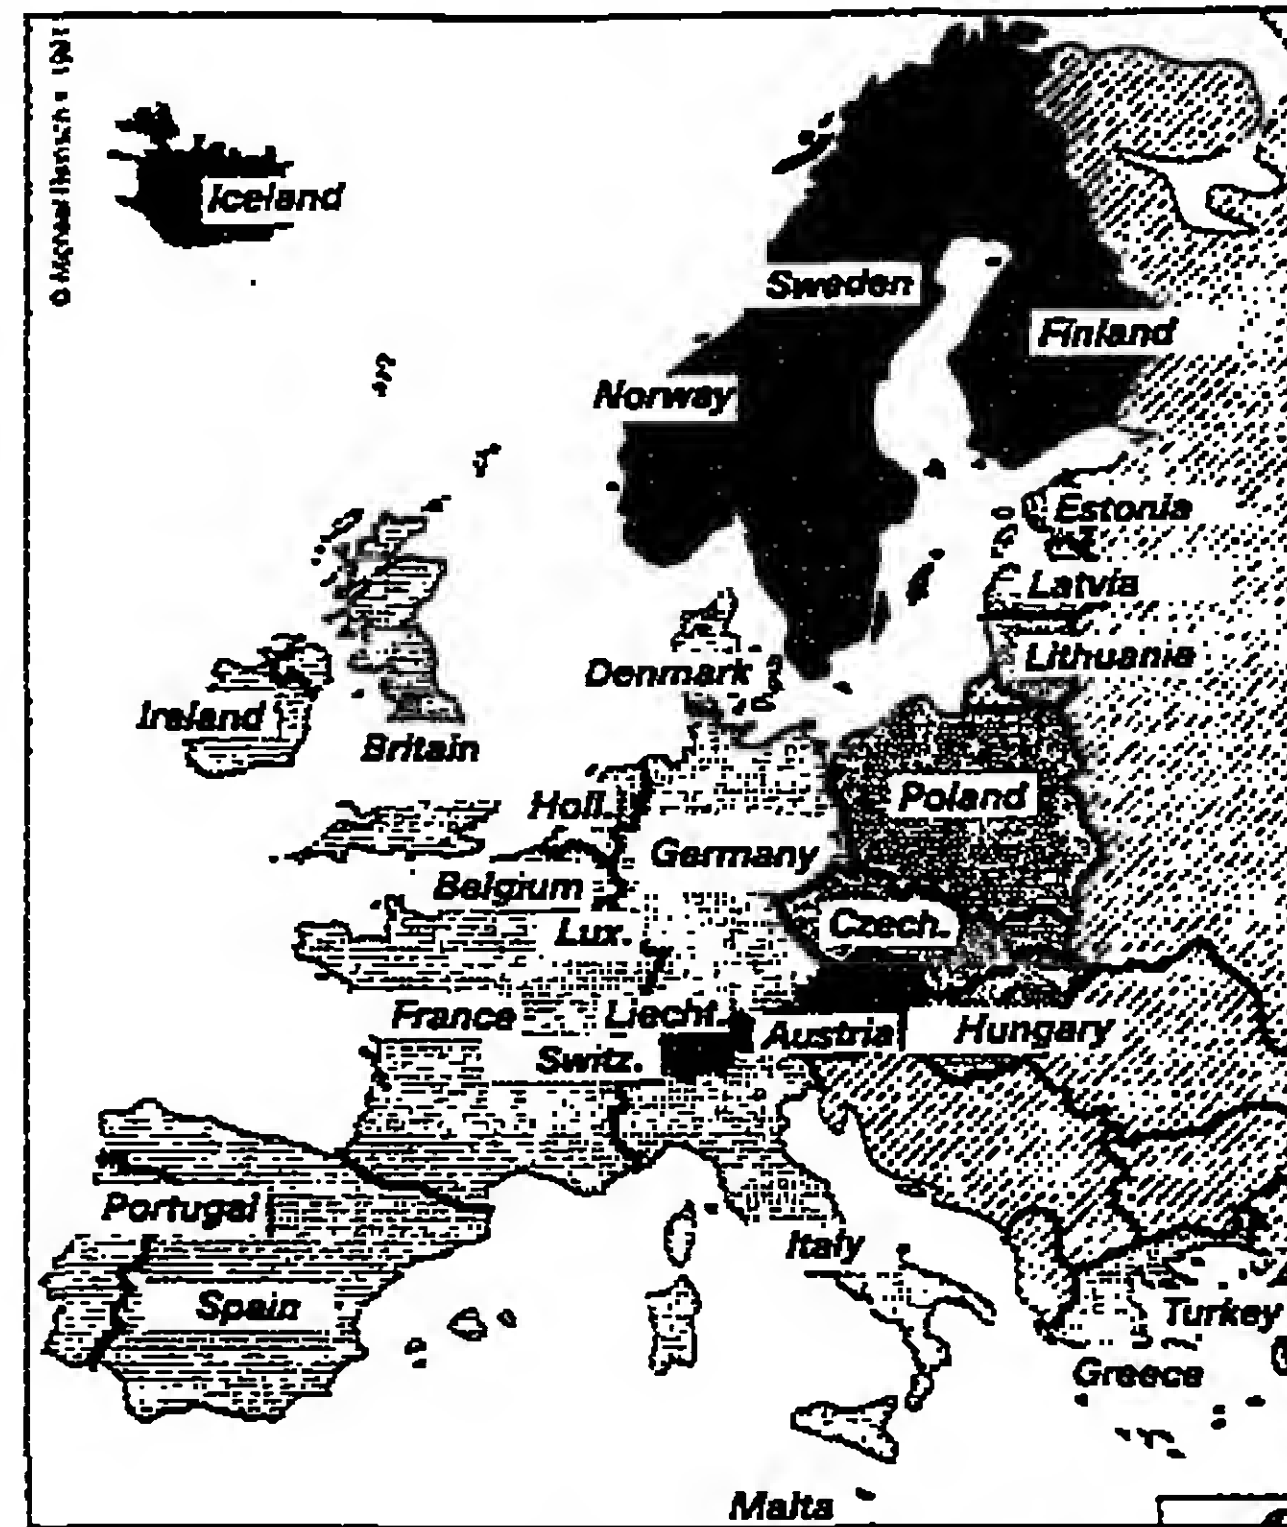 Iceland
Sweden
Finland
Norway
Estonia
Latvia
Denmark
Lithuania
Ireland
Britain
Holl.
Poland
Germany
Belgium
Czech.
Lux.
France
Liecht.
Austria
Hungary
Switz.
Portugal
Italy
Spain
Turkey
Greece
Malta